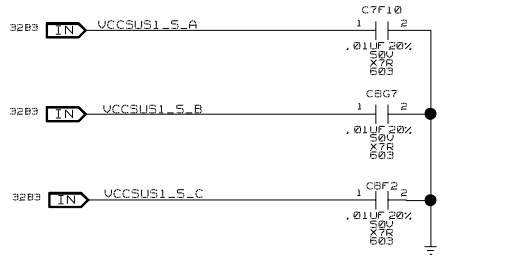 C7F10
32B3 IN VCCSUS1_5_A 1 2
.01UF 20%
50V
X7R
603
C8G7
32B3 IN VCCSUS1_5_B 1 2
.01UF 20%
50V
X7R
603
C8F2
32B3 IN VCCSUS1_5_C 1 2
.01UF 20%
50V
X7R
603